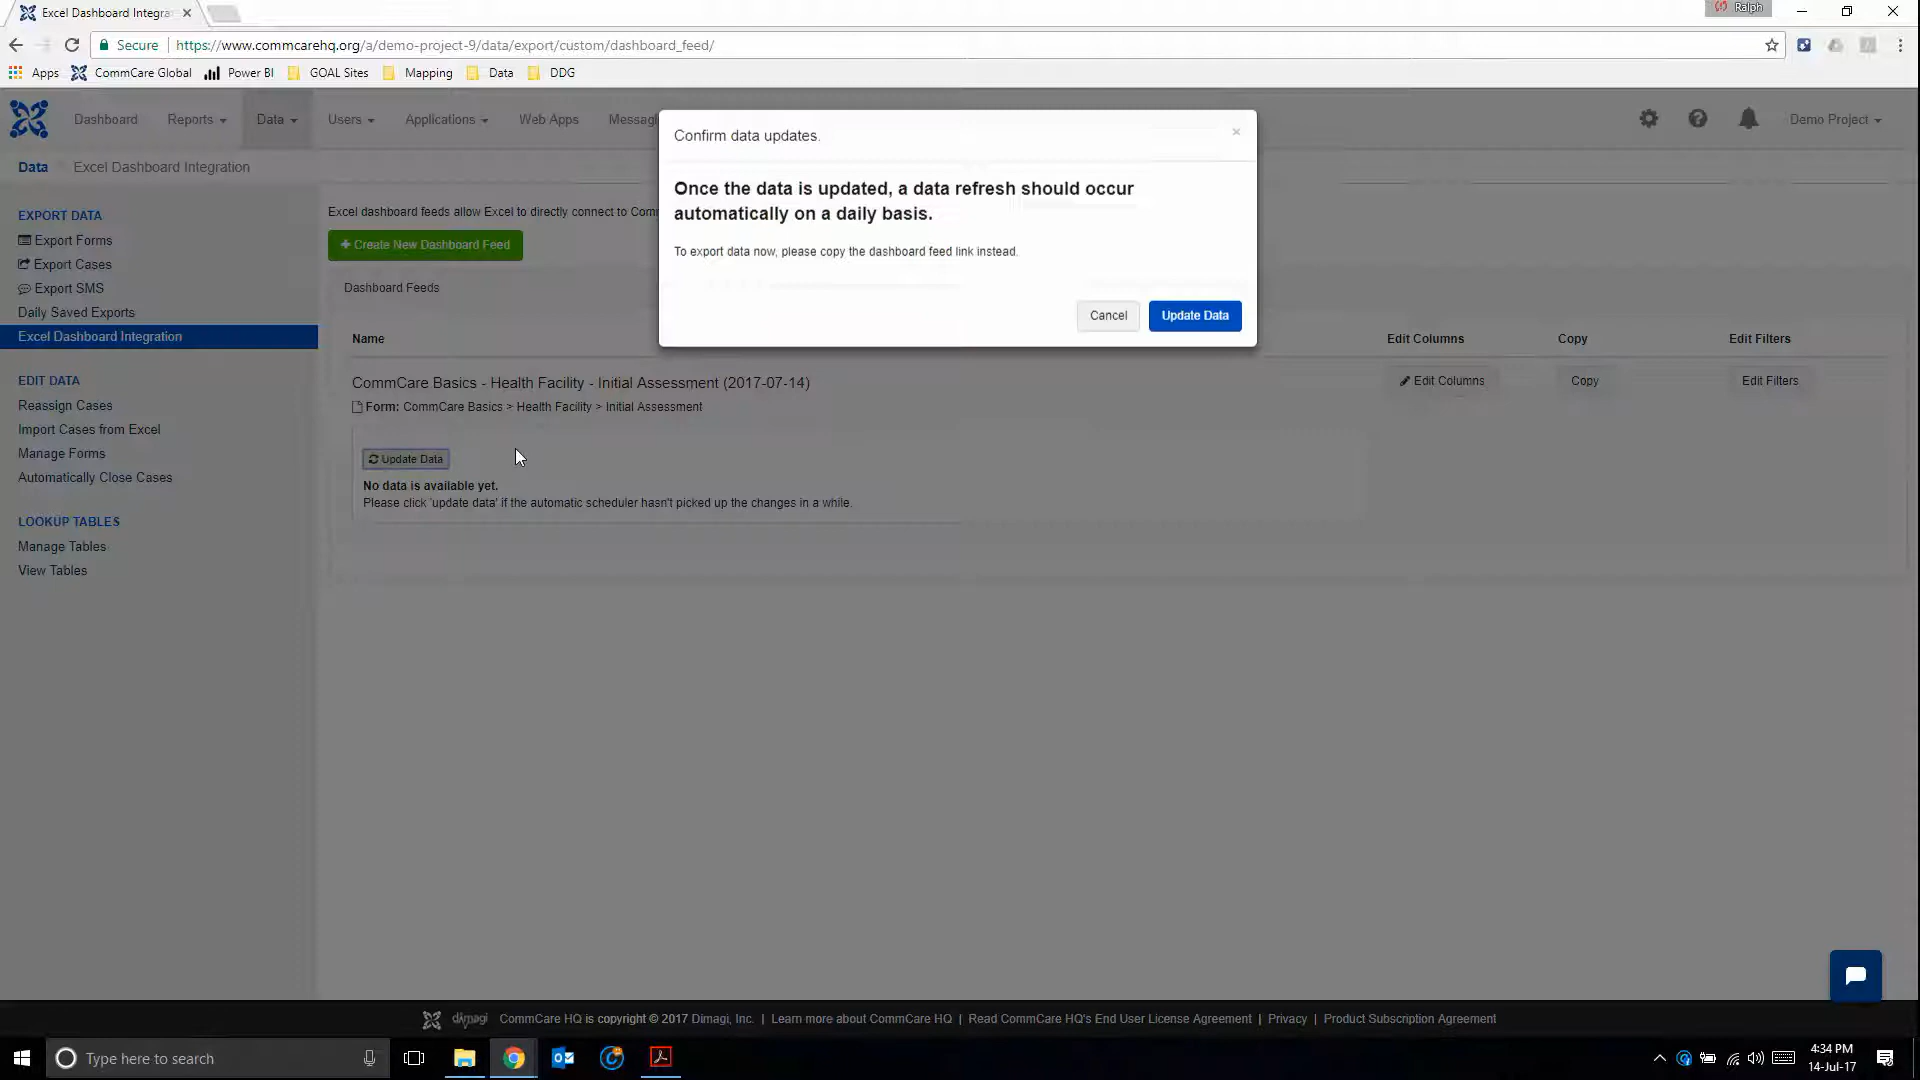 Excel Dashboard Integra
Ralph
Secure
https://www.commcarehq.org/a/demo-project-9/data/export/custom/dashboard_feed/
Apps
CommCare Global
Power BI
GOAL Sites
Mapping
Data
DDG
Dashboard
Reports
Data
Users
Applications
Web Apps
Messag
Demo Project
Data
Excel Dashboard Integration
EXPORT DATA
Export Forms
Export Cases
Export SMS
Daily Saved Exports
Excel Dashboard Integration
EDIT DATA
Reassign Cases
Import Cases from Excel
Manage Forms
Automatically Close Cases
LOOKUP TABLES
Manage Tables
View Tables
Excel dashboard feeds allow Excel to directly connect to Com
+ Create New Dashboard Feed
Dashboard Feeds
Name
Edit Columns
Copy
Edit Filters
CommCare Basics - Health Facility - Initial Assessment (2017-07-14)
Form: CommCare Basics > Health Facility > Initial Assessment
Edit Columns
Copy
Edit Filters
Update Data
No data is available yet.
Please click 'update data' if the automatic scheduler hasn't picked up the changes in a while.
Confirm data updates.
×
Once the data is updated, a data refresh should occur
automatically on a daily basis.
To export data now, please copy the dashboard feed link instead.
Cancel
Update Data
dimagi
CommCare HQ is copyright © 2017 Dimagi, Inc. | Learn more about CommCare HQ | Read CommCare HQ's End User License Agreement | Privacy | Product Subscription Agreement
Type here to search
4:34 PM
14-Jul-17